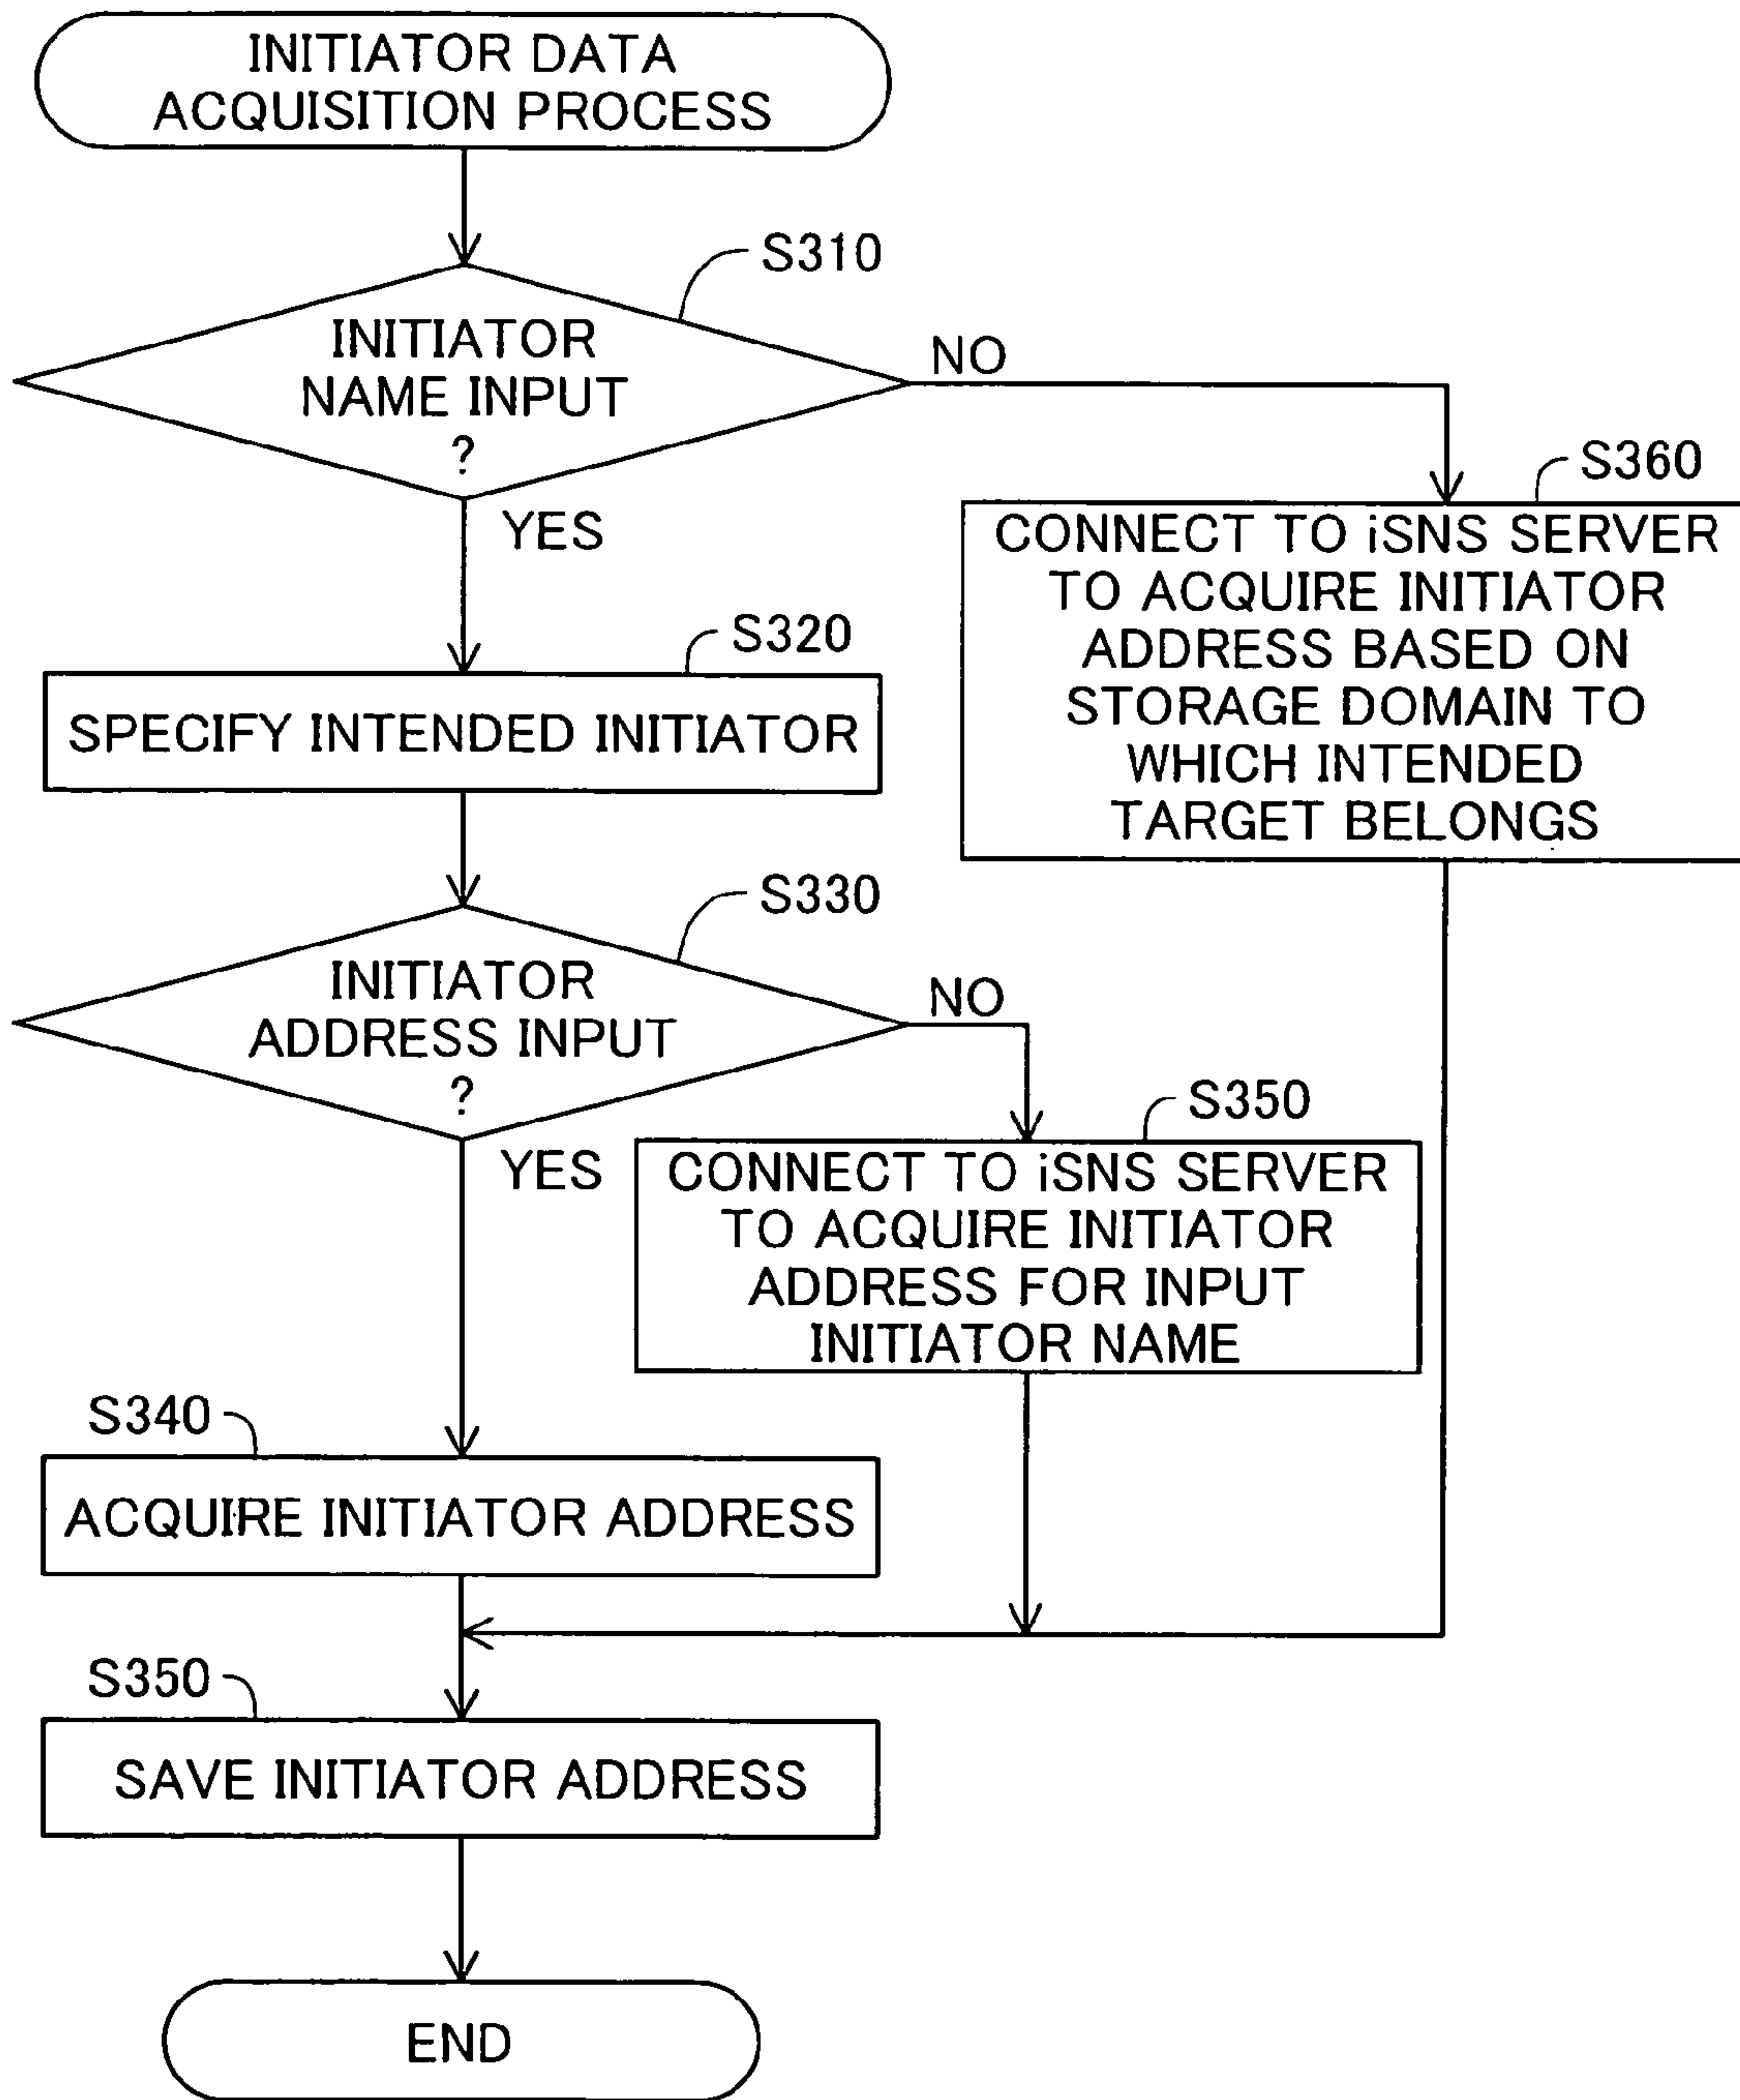 INITIATOR DATA
ACQUISITION PROCESS
S310
INITIATOR
NAME INPUT
?
NO
YES
S360
CONNECT TO iSNS SERVER
TO ACQUIRE INITIATOR
ADDRESS BASED ON
STORAGE DOMAIN TO
WHICH INTENDED
TARGET BELONGS
S320
SPECIFY INTENDED INITIATOR
S330
INITIATOR
ADDRESS INPUT
?
NO
YES
S350
CONNECT TO iSNS SERVER
TO ACQUIRE INITIATOR
ADDRESS FOR INPUT
INITIATOR NAME
S340
ACQUIRE INITIATOR ADDRESS
S350
SAVE INITIATOR ADDRESS
END